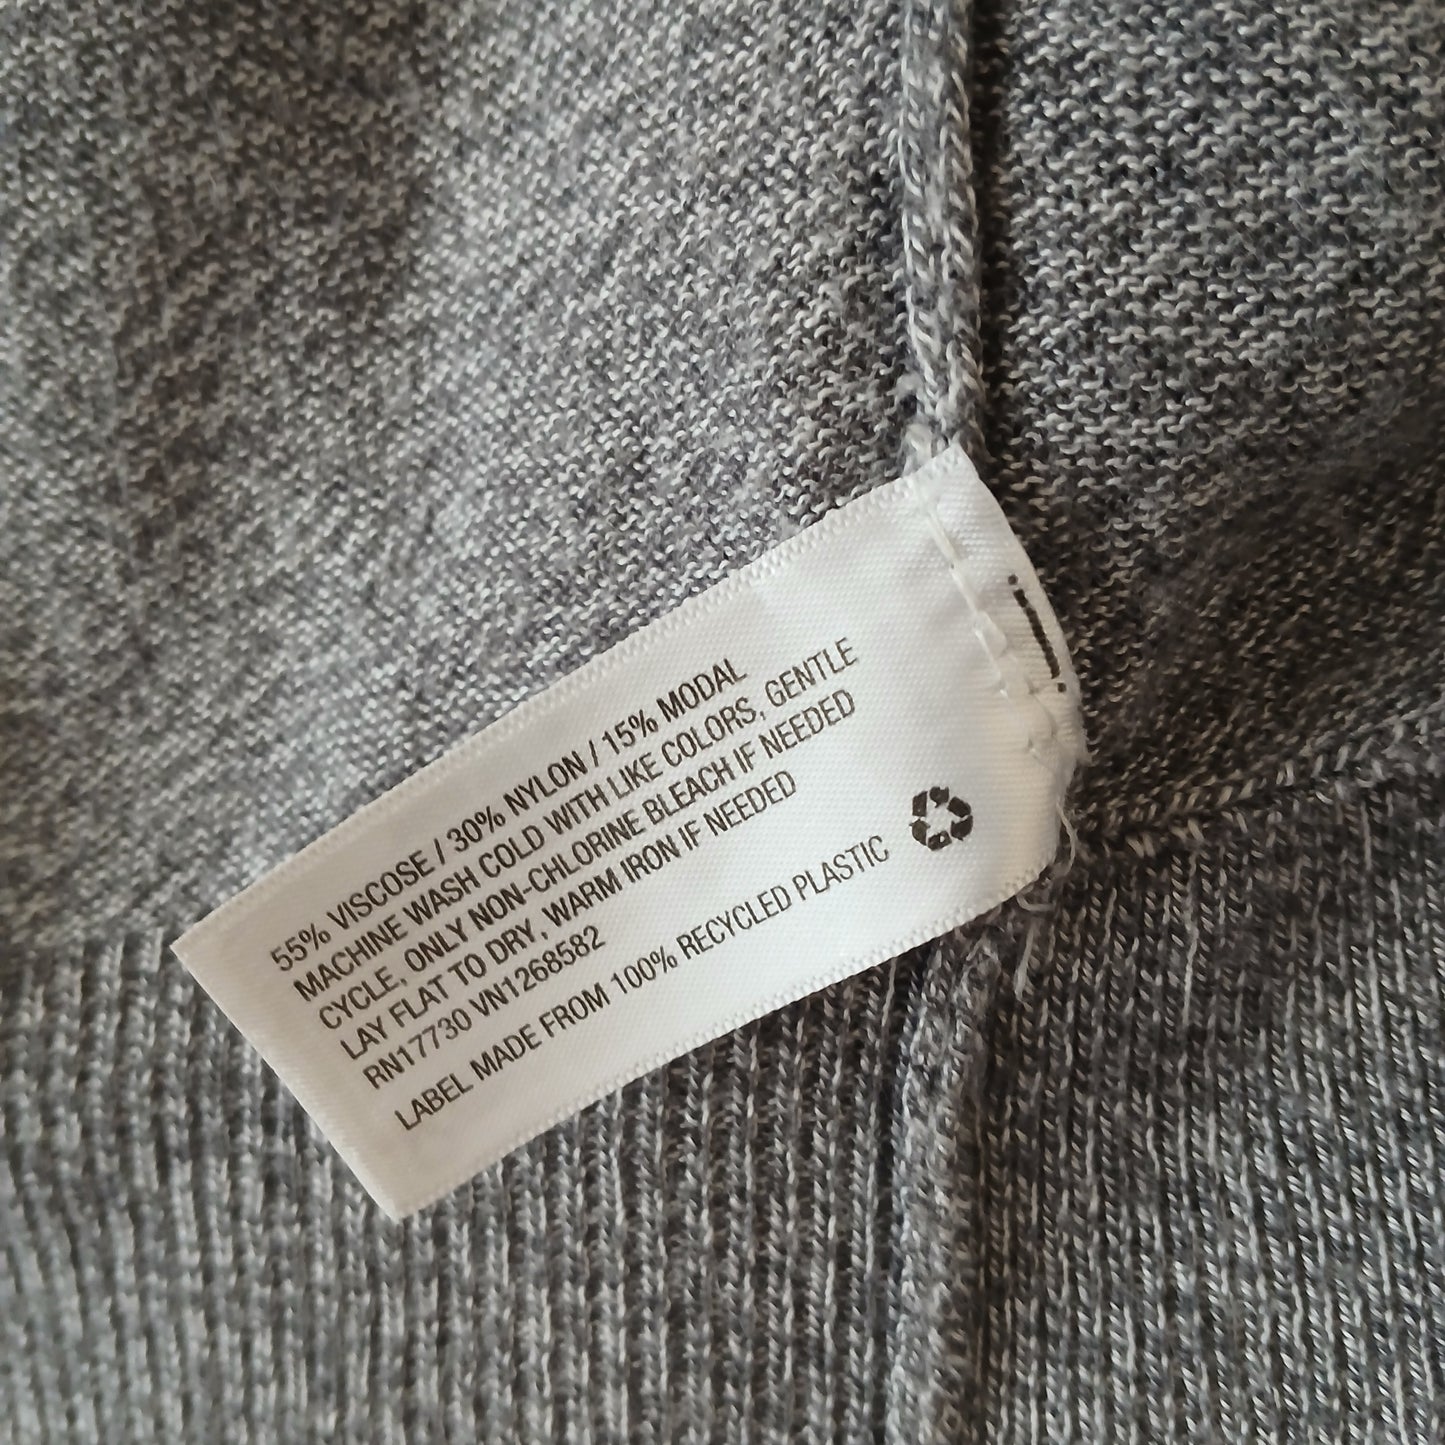 55% VISCOSE / 30% NYLON / 15% MODAL
MACHINE WASH COLD WITH LIKE COLORS, GENTLE
CYCLE, ONLY NON-CHLORINE BLEACH IF NEEDED
LAY FLAT TO DRY, WARM IRON IF NEEDED
RN17730 VN1268582
LABEL MADE FROM 100% RECYCLED PLASTIC